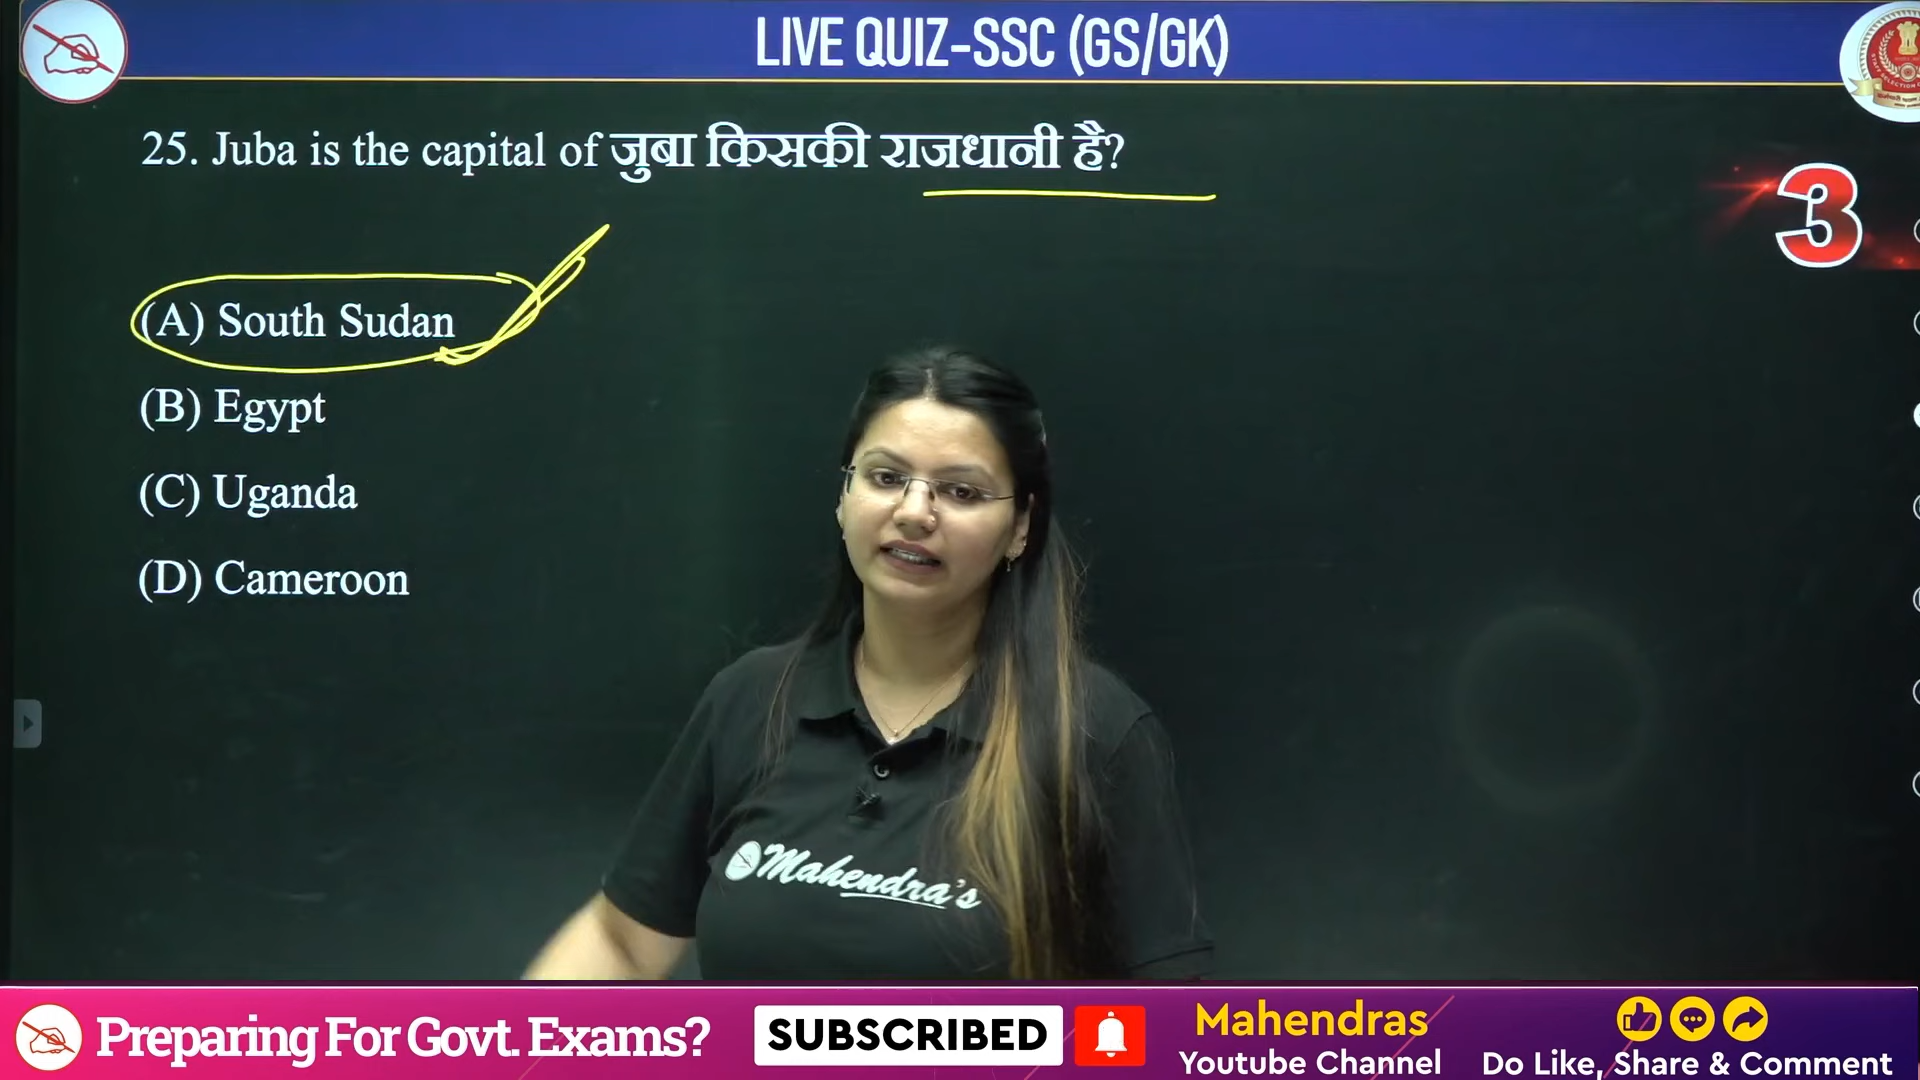 LIVE QUIZ-SSC (GS/GK)
25. Juba is the capital of जुबा किसकी राजधानी है?
3
(A) South Sudan
(B) Egypt
(C) Uganda
(D) Cameroon
Mahendra's
Preparing For Govt. Exams?
SUBSCRIBED
Mahendras
Youtube Channel
Do Like, Share & Comment